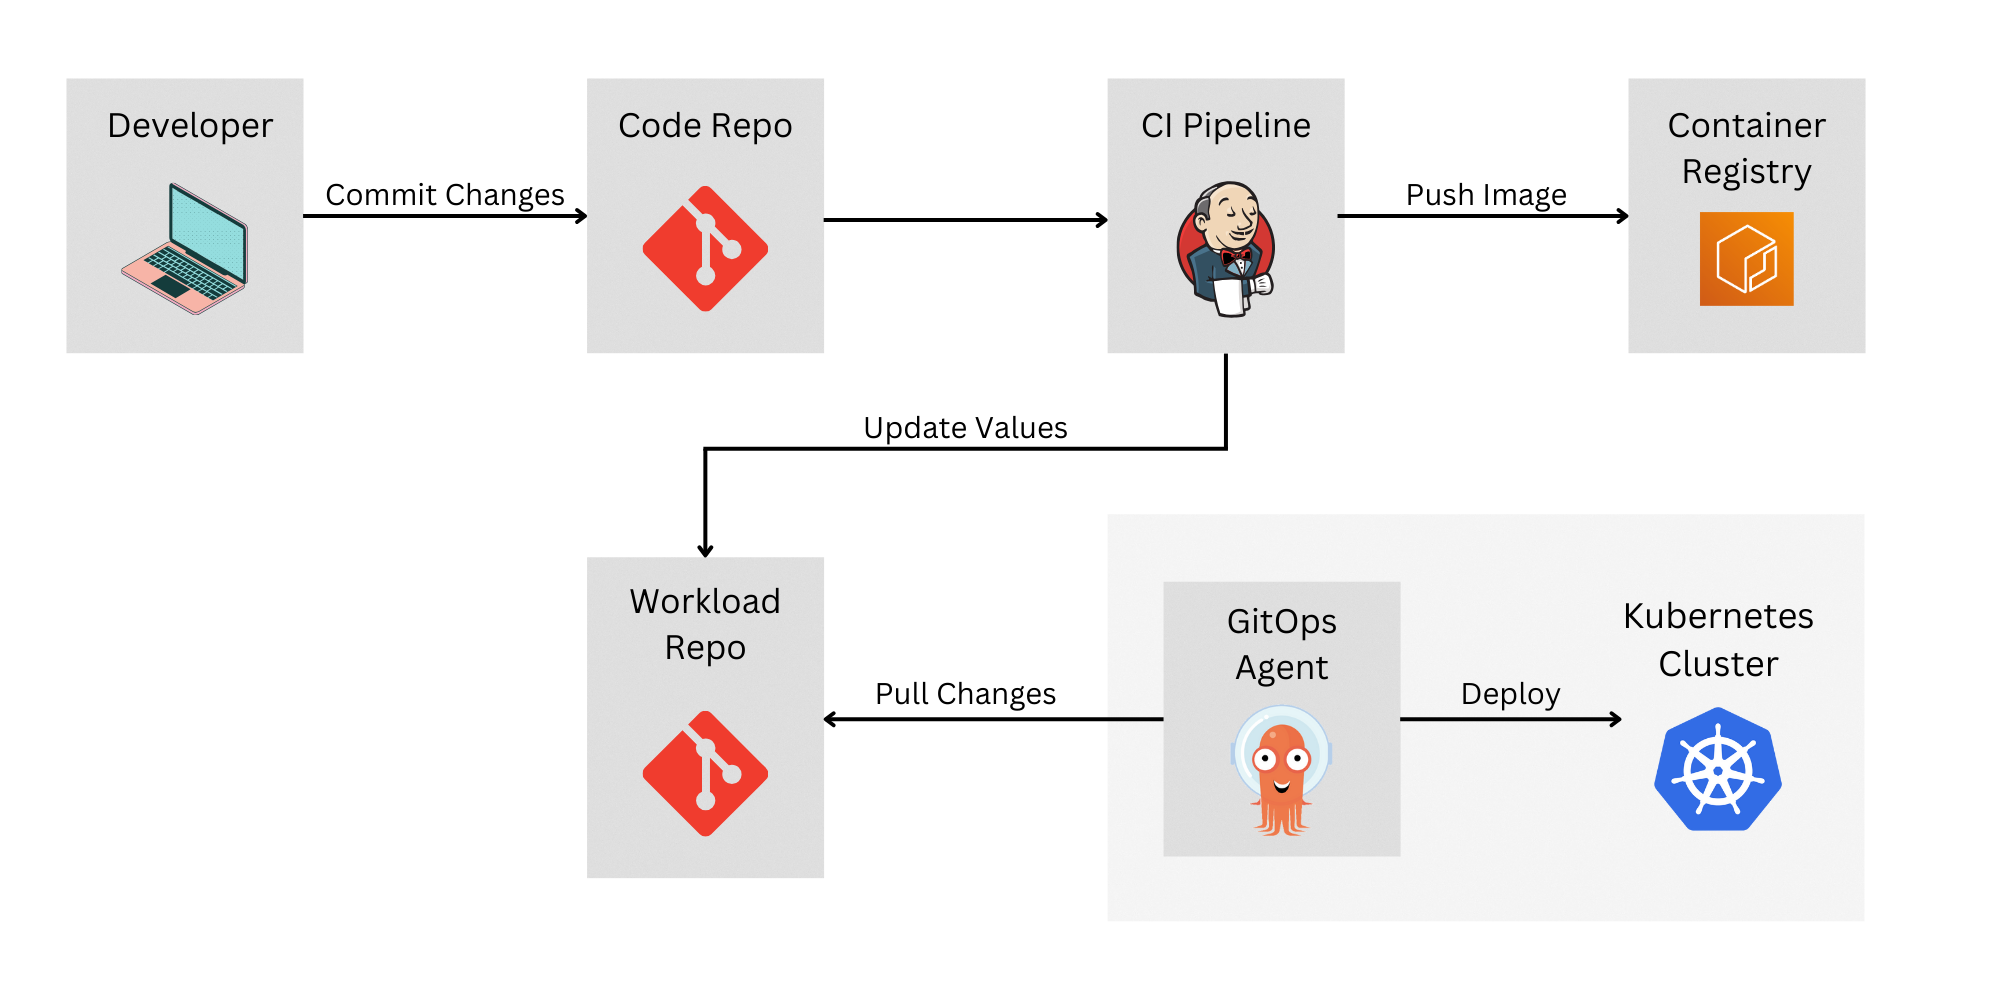 Developer
Commit Changes
Code Repo
CI Pipeline
Push Image
Container
Registry
Update Values
Workload
Repo
Pull Changes
GitOps
Agent
Deploy
Kubernetes
Cluster